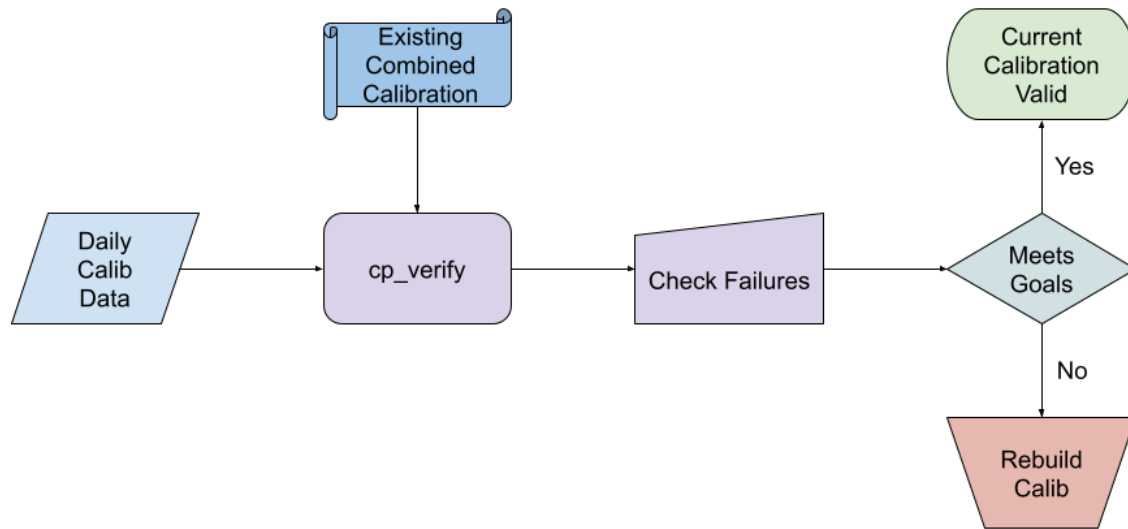 Existing
Combined
Calibration
Current
Calibration
Valid
Yes
Daily
Calib
Data
cp_verify
Check Failures
Meets
Goals
No
Rebuild
Calib